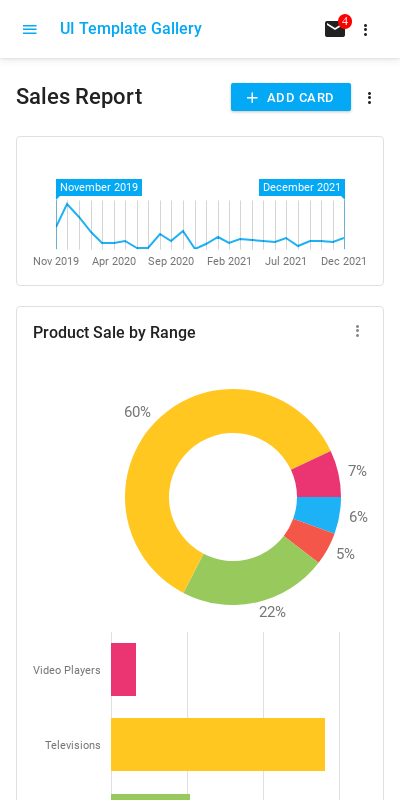 UI Template Gallery
4
Sales Report
ADD CARD
November 2019
December 2021
Nov 2019 Apr 2020 Sep 2020 Feb 2021 Jul 2021 Dec 2021
Product Sale by Range
60%
7%
6%
5%
22%
Video Players
Televisions